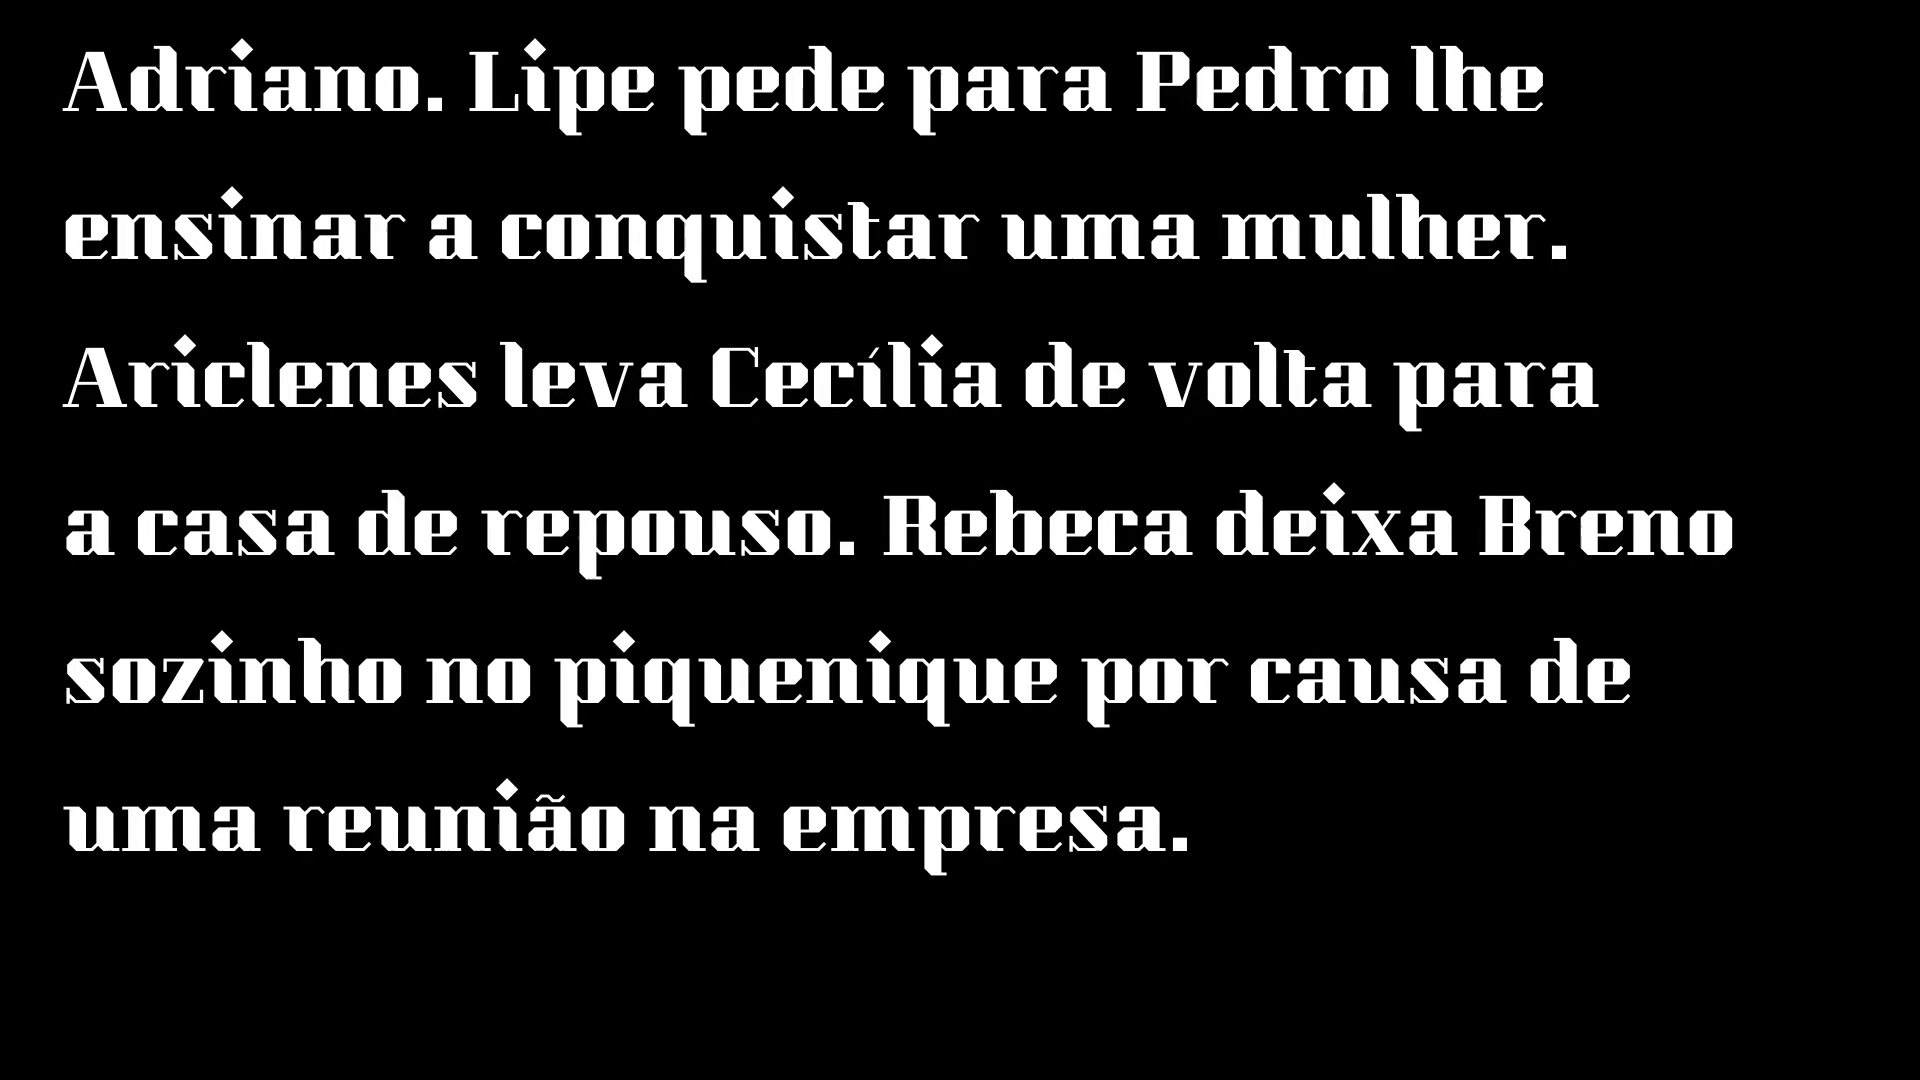 Adriano. Lipe pede para Pedro lhe
ensinar a conquistar uma mulher.
Ariclenes leva Cecília de volta para
a casa de repouso. Rebeca deixa Breno
sozinho no piquenique por causa de
uma reunião na empresa.